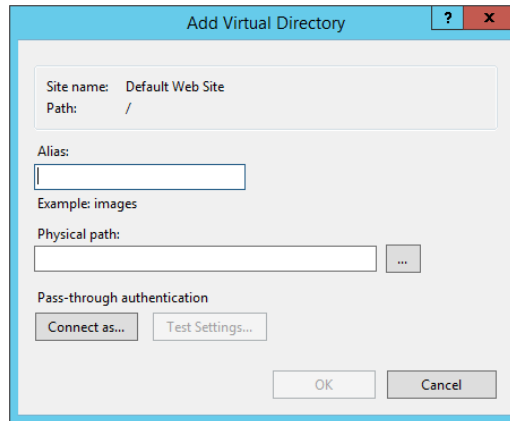 Add Virtual Directory
?
x
Site name: Default Web Site
Path: /
Alias:
Example: images
Physical path:
...
Pass-through authentication
Connect as... Test Settings...
OK Cancel